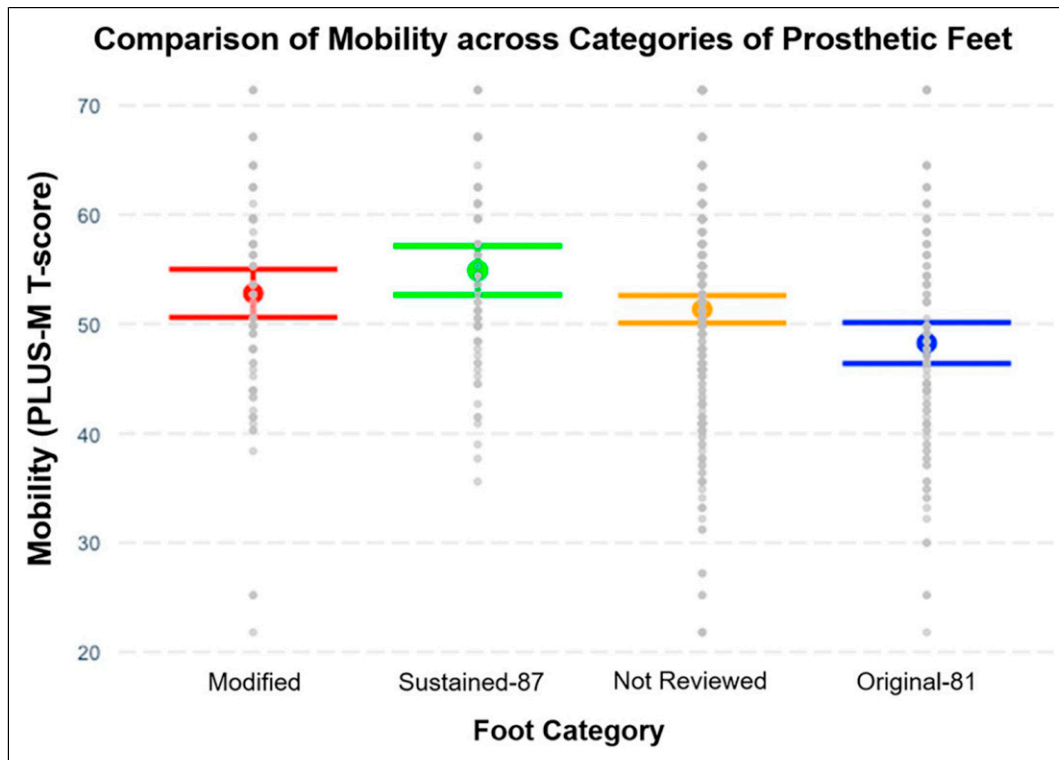 Comparison of Mobility across Categories of Prosthetic Feet
Mobility (PLUS-M T-score)
70
60
50
40
30
20
Modified Sustained-87 Not Reviewed Original-81
Foot Category